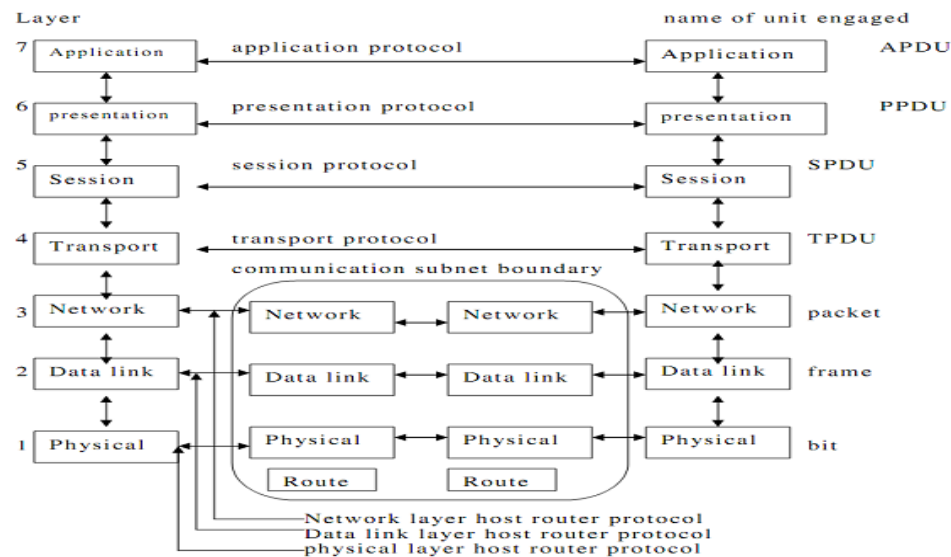 Layer name of unit engaged
7 Application application protocol Application APDU
6 presentation presentation protocol presentation PPDU
5 Session session protocol Session SPDU
4 Transport transport protocol Transport TPDU
communication subnet boundary
3 Network Network Network Network packet
2 Data link Data link Data link Data link frame
1 Physical Physical Physical Physical bit
Route Route
Network layer host router protocol
Data link layer host router protocol
physical layer host router protocol